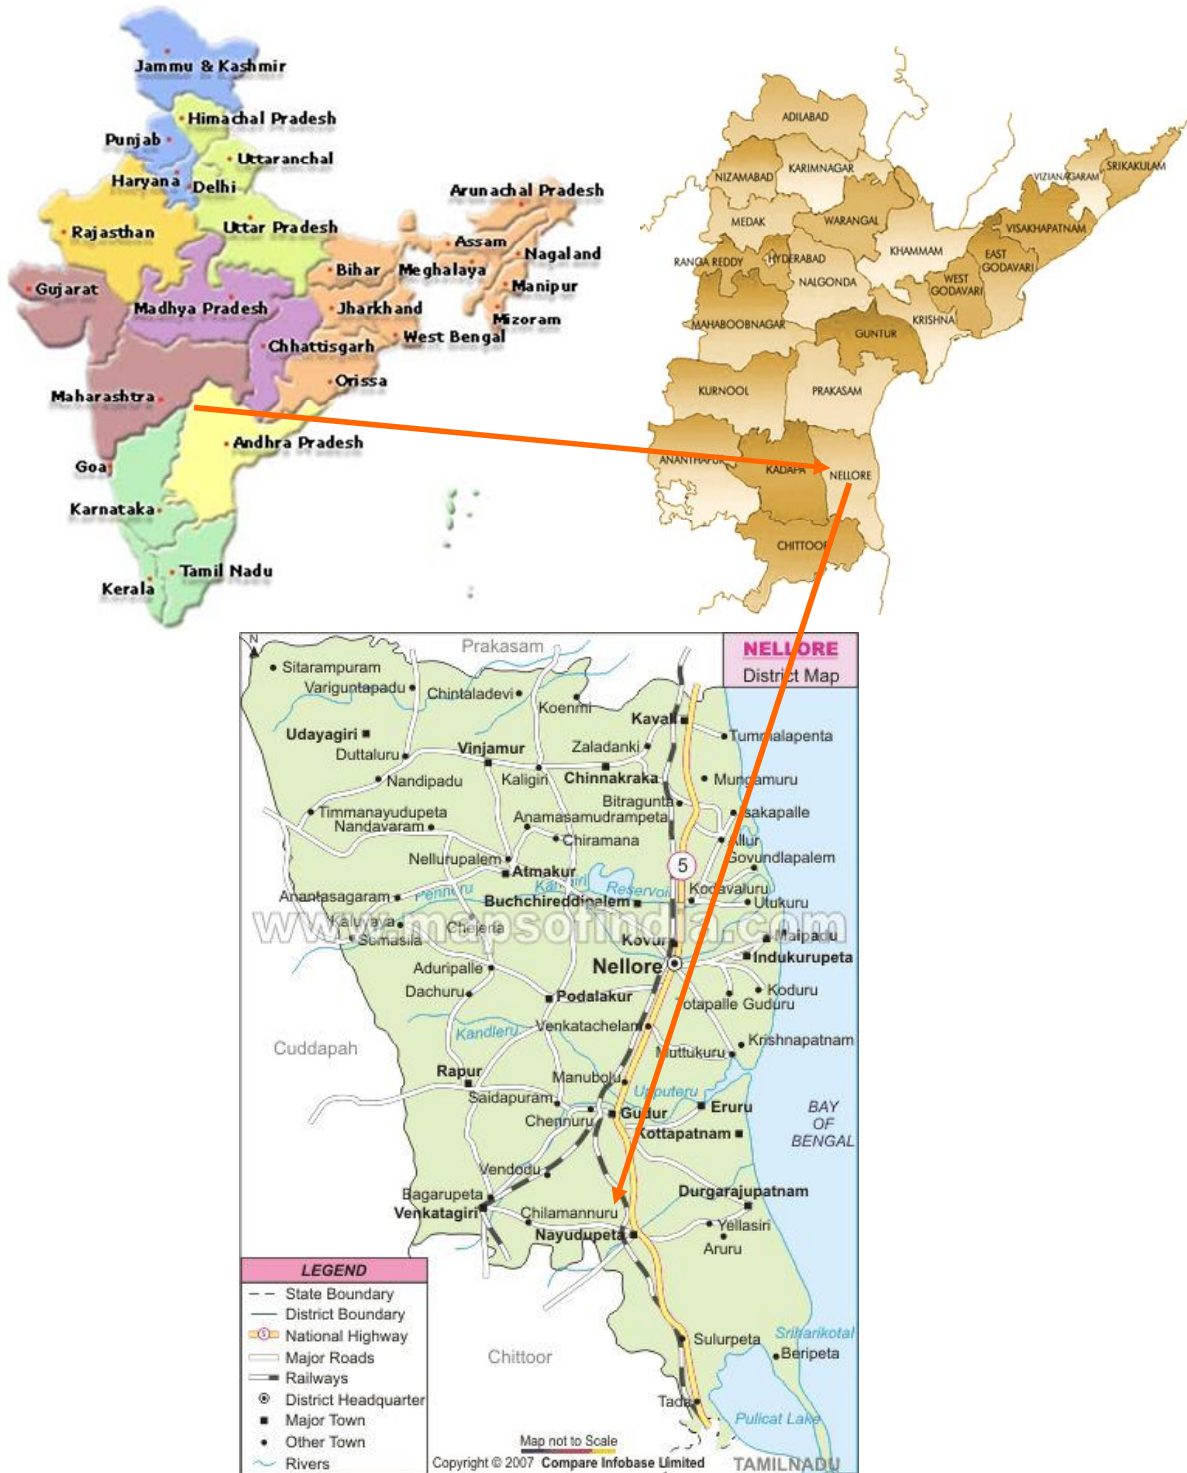 Jammu & Kashmir
Himachal Pradesh
Punjab
Uttaranchal
Haryana
Delhi
Arunachal Pradesh
Rajasthan
Uttar Pradesh
Assam
Nagaland
Bihar
Meghalaya
Gujarat
Manipur
Madhya Pradesh
Jharkhand
Mizoram
West Bengal
Chhattisgarh
Orissa
Maharashtra
Andhra Pradesh
Goa
Karnataka
Tamil Nadu
Kerala
ADILABAD
KARIMNAGAR
NIZAMABAD
SRIKAKULAM
VIZIANAGARAM
MEDAK
WARANGAL
VISAKHAPATNAM
KHAMMAM
EAST
GODAVARI
RANGA REDDY
HYDERABAD
NALGONDA
WEST
GODAVARI
MAHABOOBNAGAR
KRISHNA
GUNTUR
KURNOOL
PRAKASAM
ANANTHAPUR
KADAPA
NELLORE
CHITTOOR
N
Prakasam
NELLORE
District Map
Sitarampuram
Variguntapadu
Chintaladevi
Koenmi
Udayagiri
Kavali
Tummalapenta
Duttaluru
Vinjamur
Zaladanki
Nandipadu
Kaligiri
Chinnakraka
Mungamuru
Bitragunta
Timmanayudupeta
Anamasamudrampeta
Isakapalle
Nandavaram
Chiramana
Allur
Nellurupalem
Govundlapalem
5
Atmakur
Kanigiri
Reservoir
Kodavaluru
Anantasagaram
Penneru
Buchchireddipalem
Utukuru
www.mapsofindia.com
Kaluvaya
Chejerla
Somasila
Kovur
Maipadu
Indukurupeta
Nellore
Aduripalle
Dachuru
Podalakur
Koduru
Totapalle Guduru
Kandleru
Venkatachelam
Krishnapatnam
Muttukuru
Cuddapah
Rapur
Manubolu
Upputeru
Saidapuram
Eruru
Chennuru
Gudur
Kottapatnam
BAY
OF
BENGAL
Vendodu
Bagarupeta
Durgarajupatnam
Venkatagiri
Chilamannuru
Yellasiri
Nayudupeta
Aruru
Sulurpeta
Sriharikotal
Beripeta
Chittoor
Tada
Pulicat Lake
TAMILNADU
LEGEND
State Boundary
District Boundary
5 National Highway
Major Roads
Railways
District Headquarter
Major Town
Other Town
Rivers
Map not to Scale
Copyright © 2007 Compare Infobase Limited